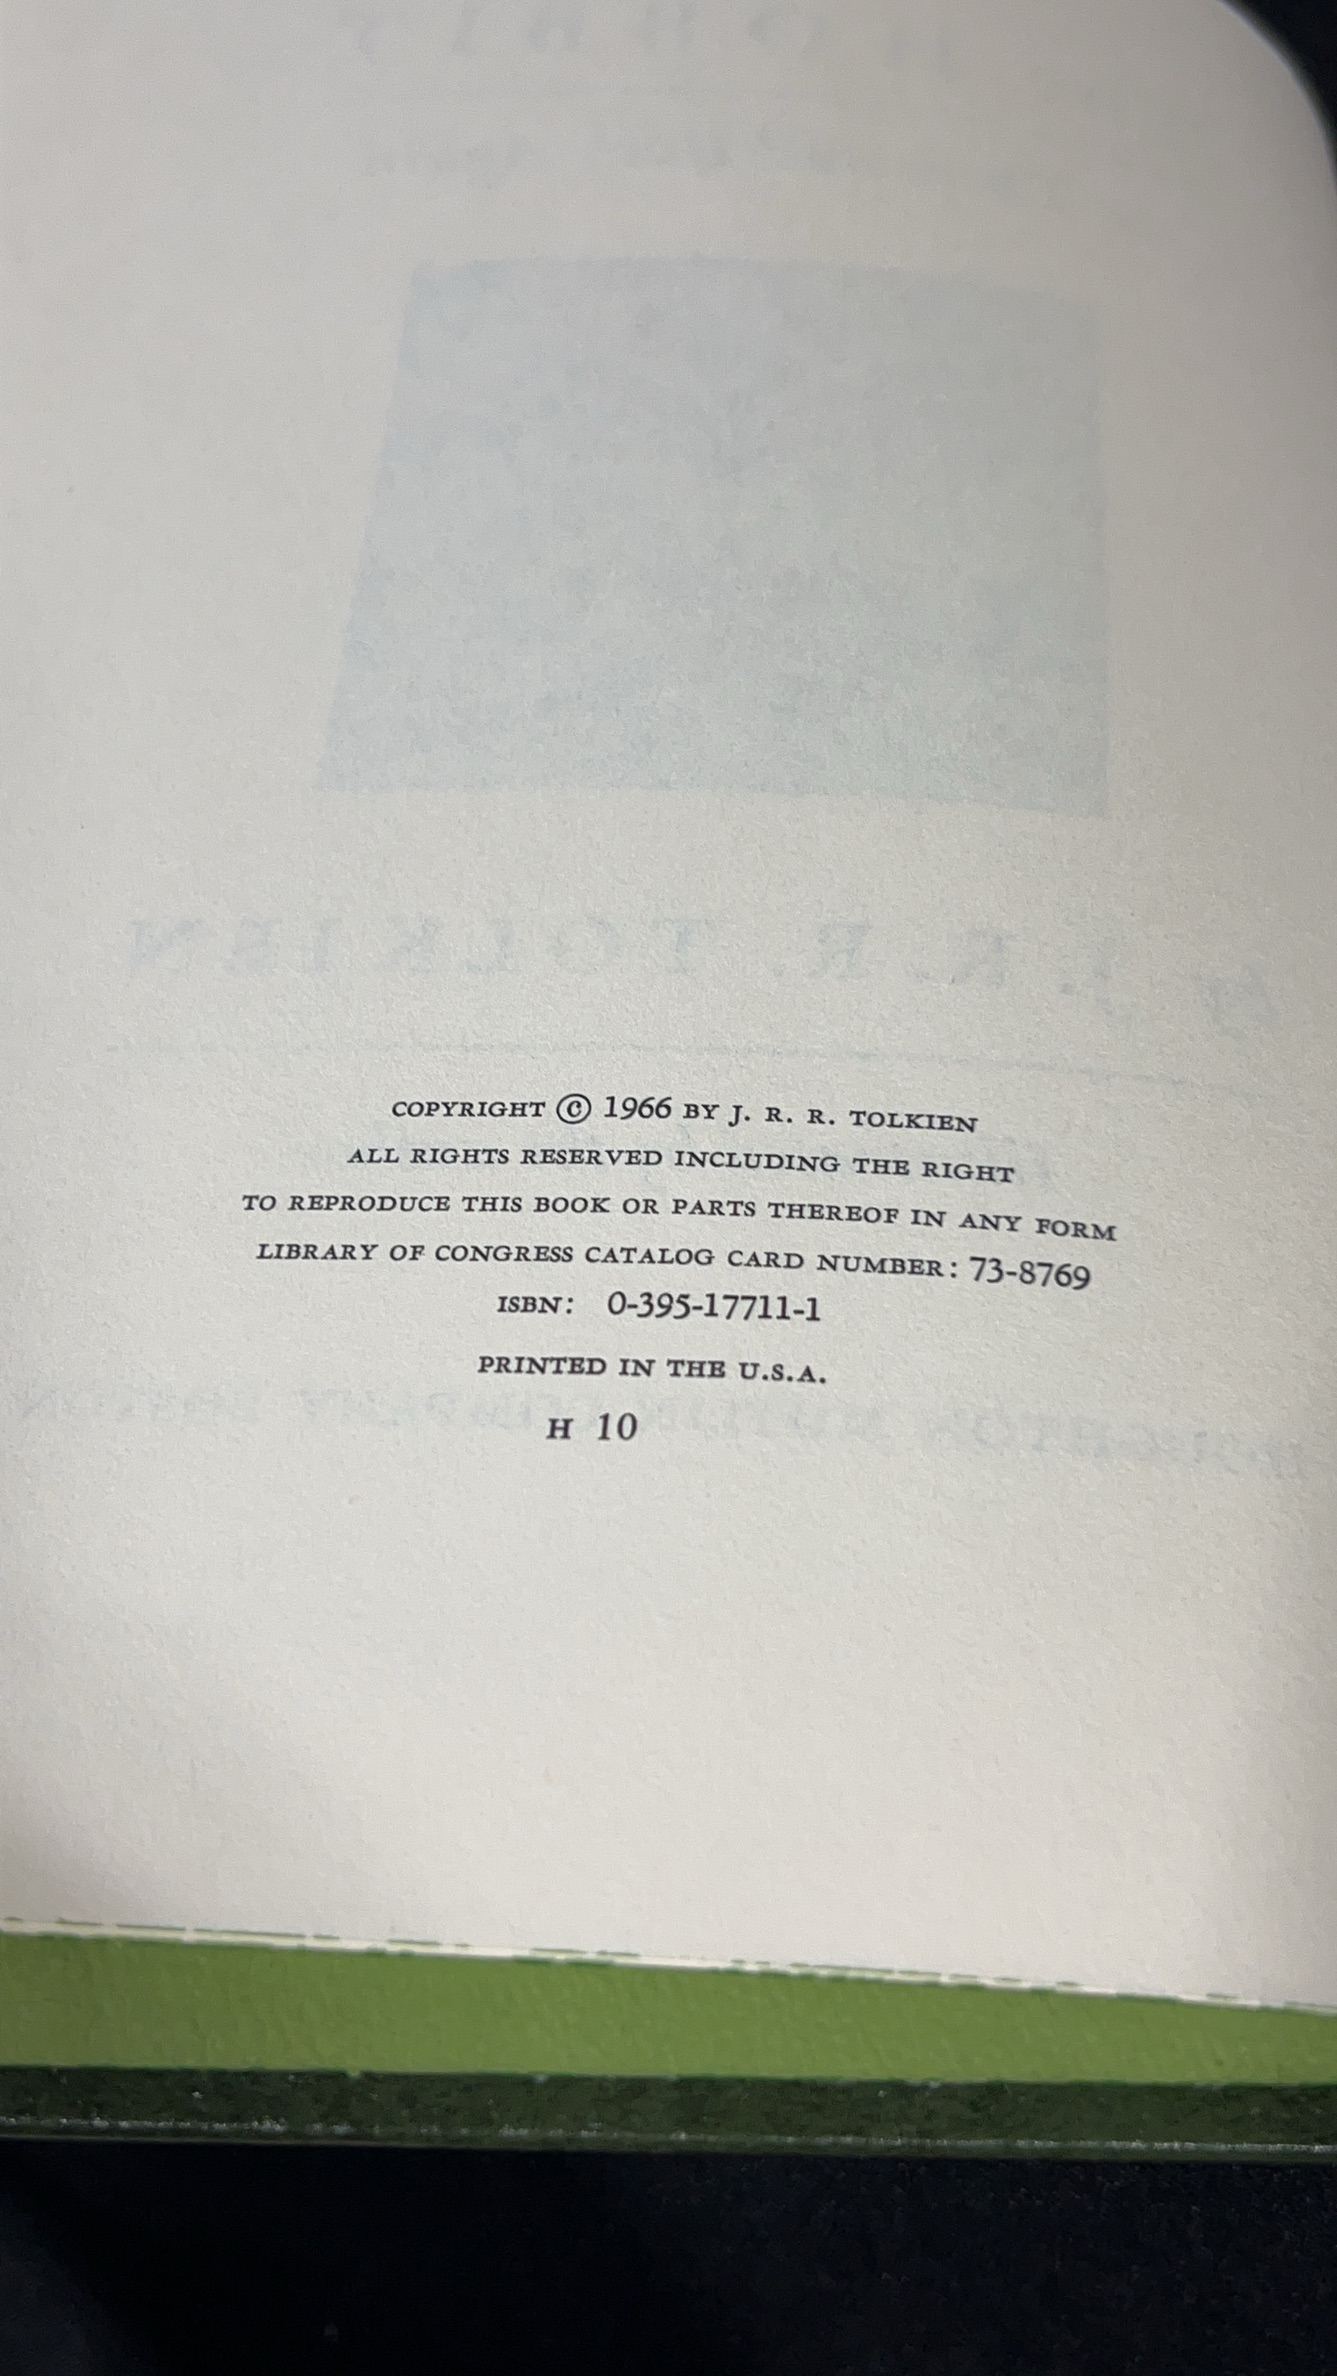 COPYRIGHT © 1966 BY J. R. R. TOLKIEN
ALL RIGHTS RESERVED INCLUDING THE RIGHT
TO REPRODUCE THIS BOOK OR PARTS THEREOF IN ANY FORM
LIBRARY OF CONGRESS CATALOG CARD NUMBER: 73-8769
ISBN: 0-395-17711-1
PRINTED IN THE U.S.A.
H 10